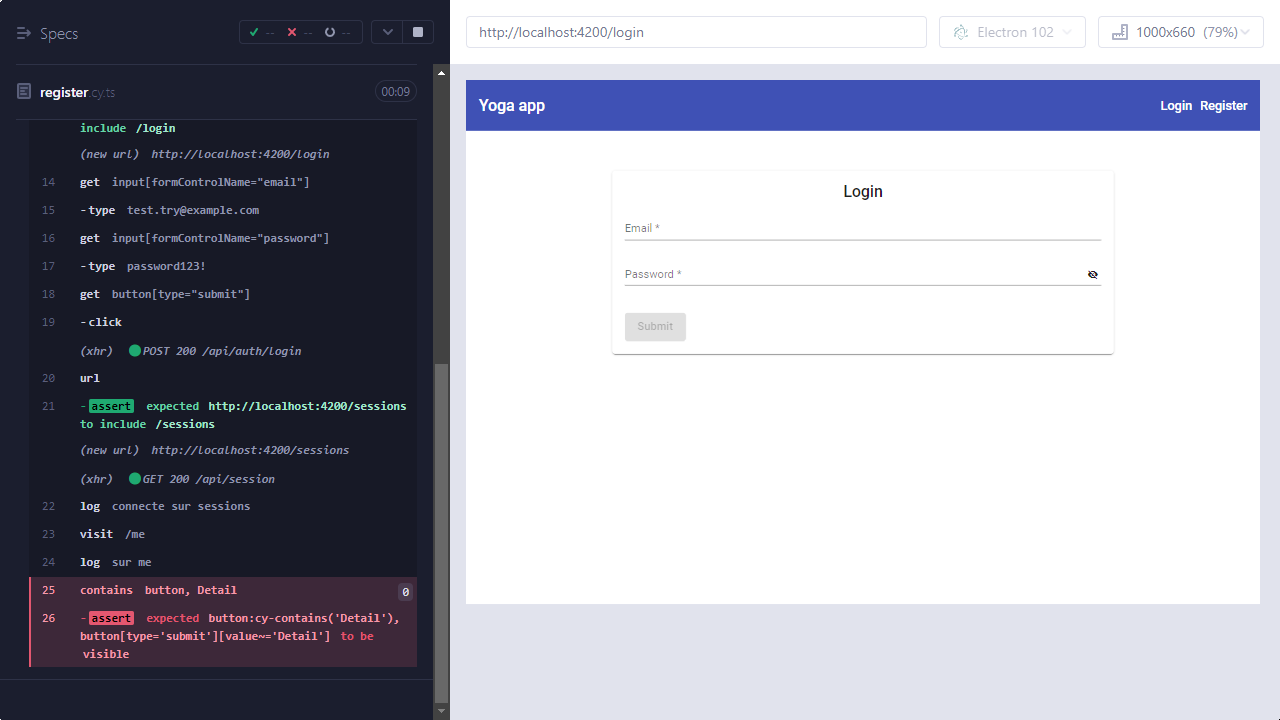 Specs
-- -- --
register.cy.ts 00:09
include /login
(new url) http://localhost:4200/login
14 get input[formControlName="email"]
15 -type test.try@example.com
16 get input[formControlName="password"]
17 -type password123!
18 get button[type="submit"]
19 -click
(xhr) POST 200 /api/auth/login
20 url
21 -assert expected http://localhost:4200/sessions
to include /sessions
(new url) http://localhost:4200/sessions
(xhr) GET 200 /api/session
22 log connecte sur sessions
23 visit /me
24 log sur me
25 contains button, Detail 0
26 -assert expected button:cy-contains('Detail'),
button[type='submit'][value~='Detail'] to be
visible
http://localhost:4200/login
Electron 102
1000x660 (79%)
Yoga app
Login Register
Login
Email *
Password *
Submit